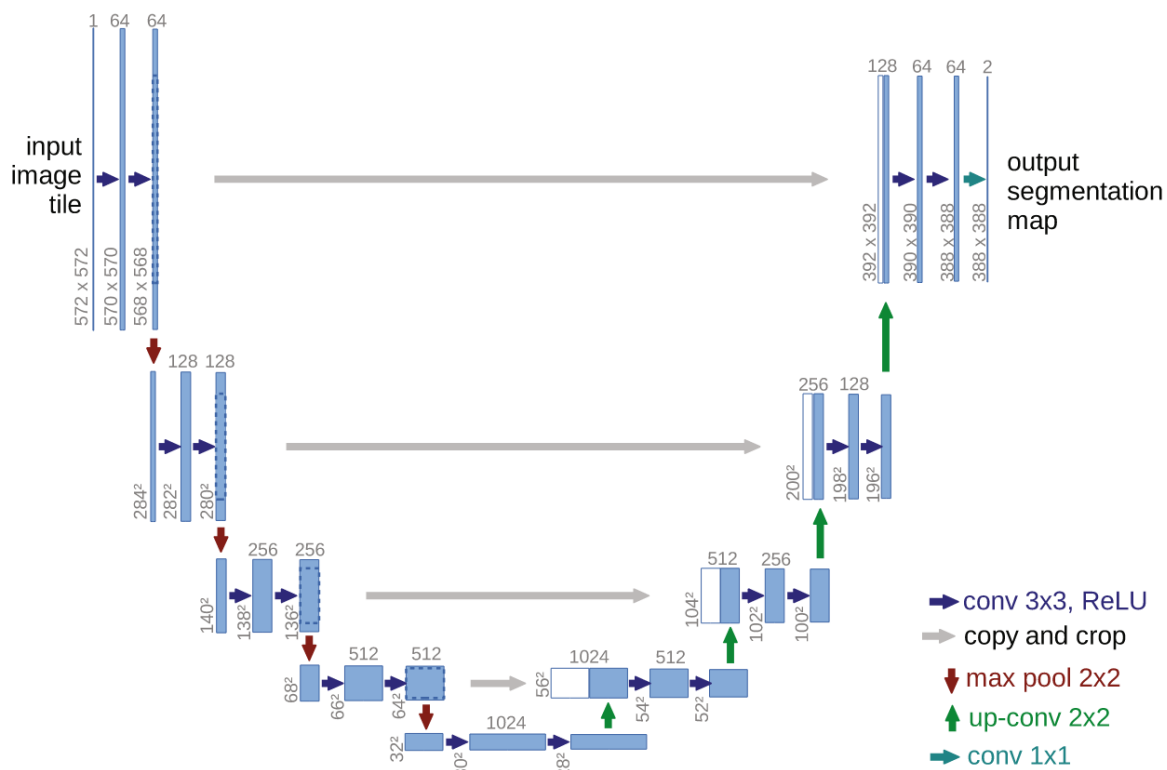 1 64 64
128 64 64 2
input
image
tile
output
segmentation
map
572 x 572
570 x 570
568 x 568
392 x 392
390 x 390
388 x 388
388 x 388
128 128
256 128
284²
282²
280²
200²
198²
196²
256 256
512 256
140²
138²
136²
104²
102²
100²
conv 3x3, ReLU
copy and crop
max pool 2x2
up-conv 2x2
conv 1x1
512 512
1024 512
68²
66²
64²
56²
54²
52²
1024
32²